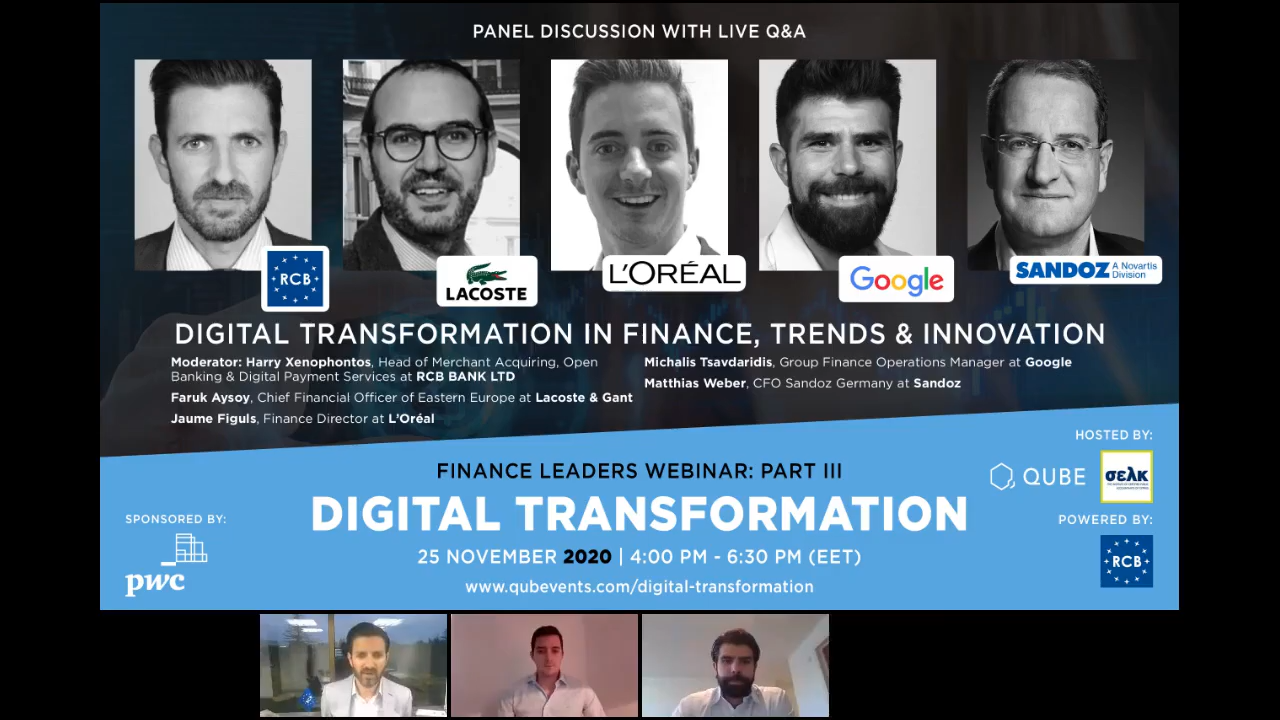 PANEL DISCUSSION WITH LIVE Q&A
RCB
LACOSTE
L'ORÉAL
Google
SANDOZ A Novartis Division
DIGITAL TRANSFORMATION IN FINANCE, TRENDS & INNOVATION
Moderator: Harry Xenophontos, Head of Merchant Acquiring, Open
Banking & Digital Payment Services at RCB BANK LTD
Faruk Aysoy, Chief Financial Officer of Eastern Europe at Lacoste & Gant
Jaume Figuls, Finance Director at L'Oréal
Michalis Tsavdaridis, Group Finance Operations Manager at Google
Matthias Weber, CFO Sandoz Germany at Sandoz
HOSTED BY:
QUBE
σελκ
FINANCE LEADERS WEBINAR: PART III
DIGITAL TRANSFORMATION
25 NOVEMBER 2020 | 4:00 PM - 6:30 PM (EET)
www.qubevents.com/digital-transformation
SPONSORED BY:
pwc
POWERED BY:
RCB